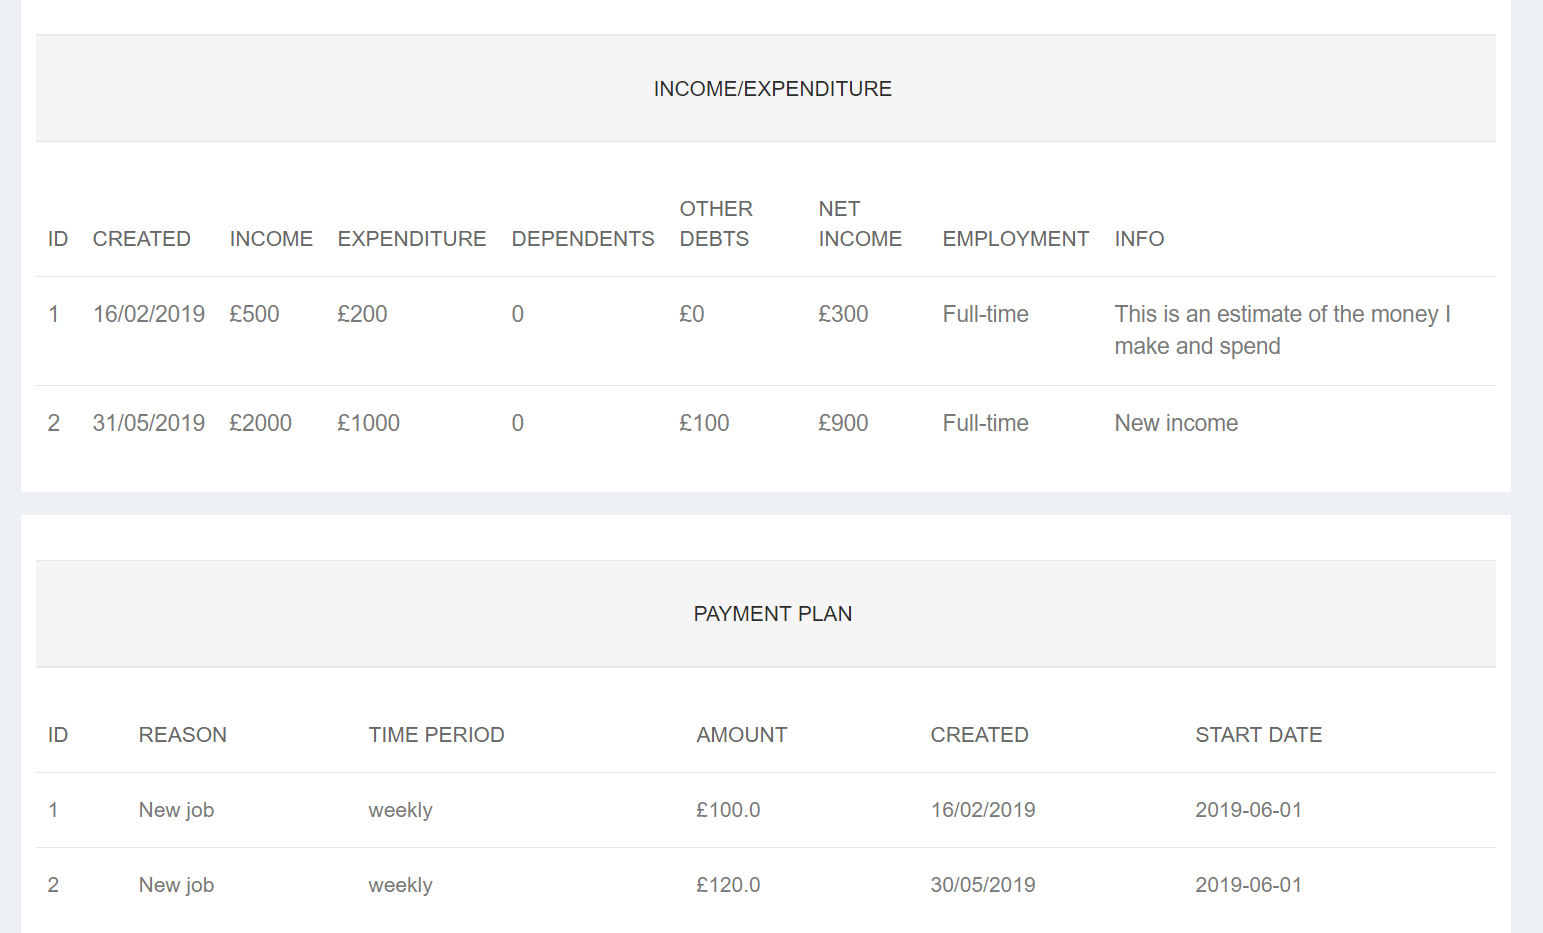 INCOME/EXPENDITURE
ID CREATED INCOME EXPENDITURE DEPENDENTS OTHER DEBTS NET INCOME EMPLOYMENT INFO
1 16/02/2019 £500 £200 0 £0 £300 Full-time This is an estimate of the money I
make and spend
2 31/05/2019 £2000 £1000 0 £100 £900 Full-time New income
PAYMENT PLAN
ID REASON TIME PERIOD AMOUNT CREATED START DATE
1 New job weekly £100.0 16/02/2019 2019-06-01
2 New job weekly £120.0 30/05/2019 2019-06-01